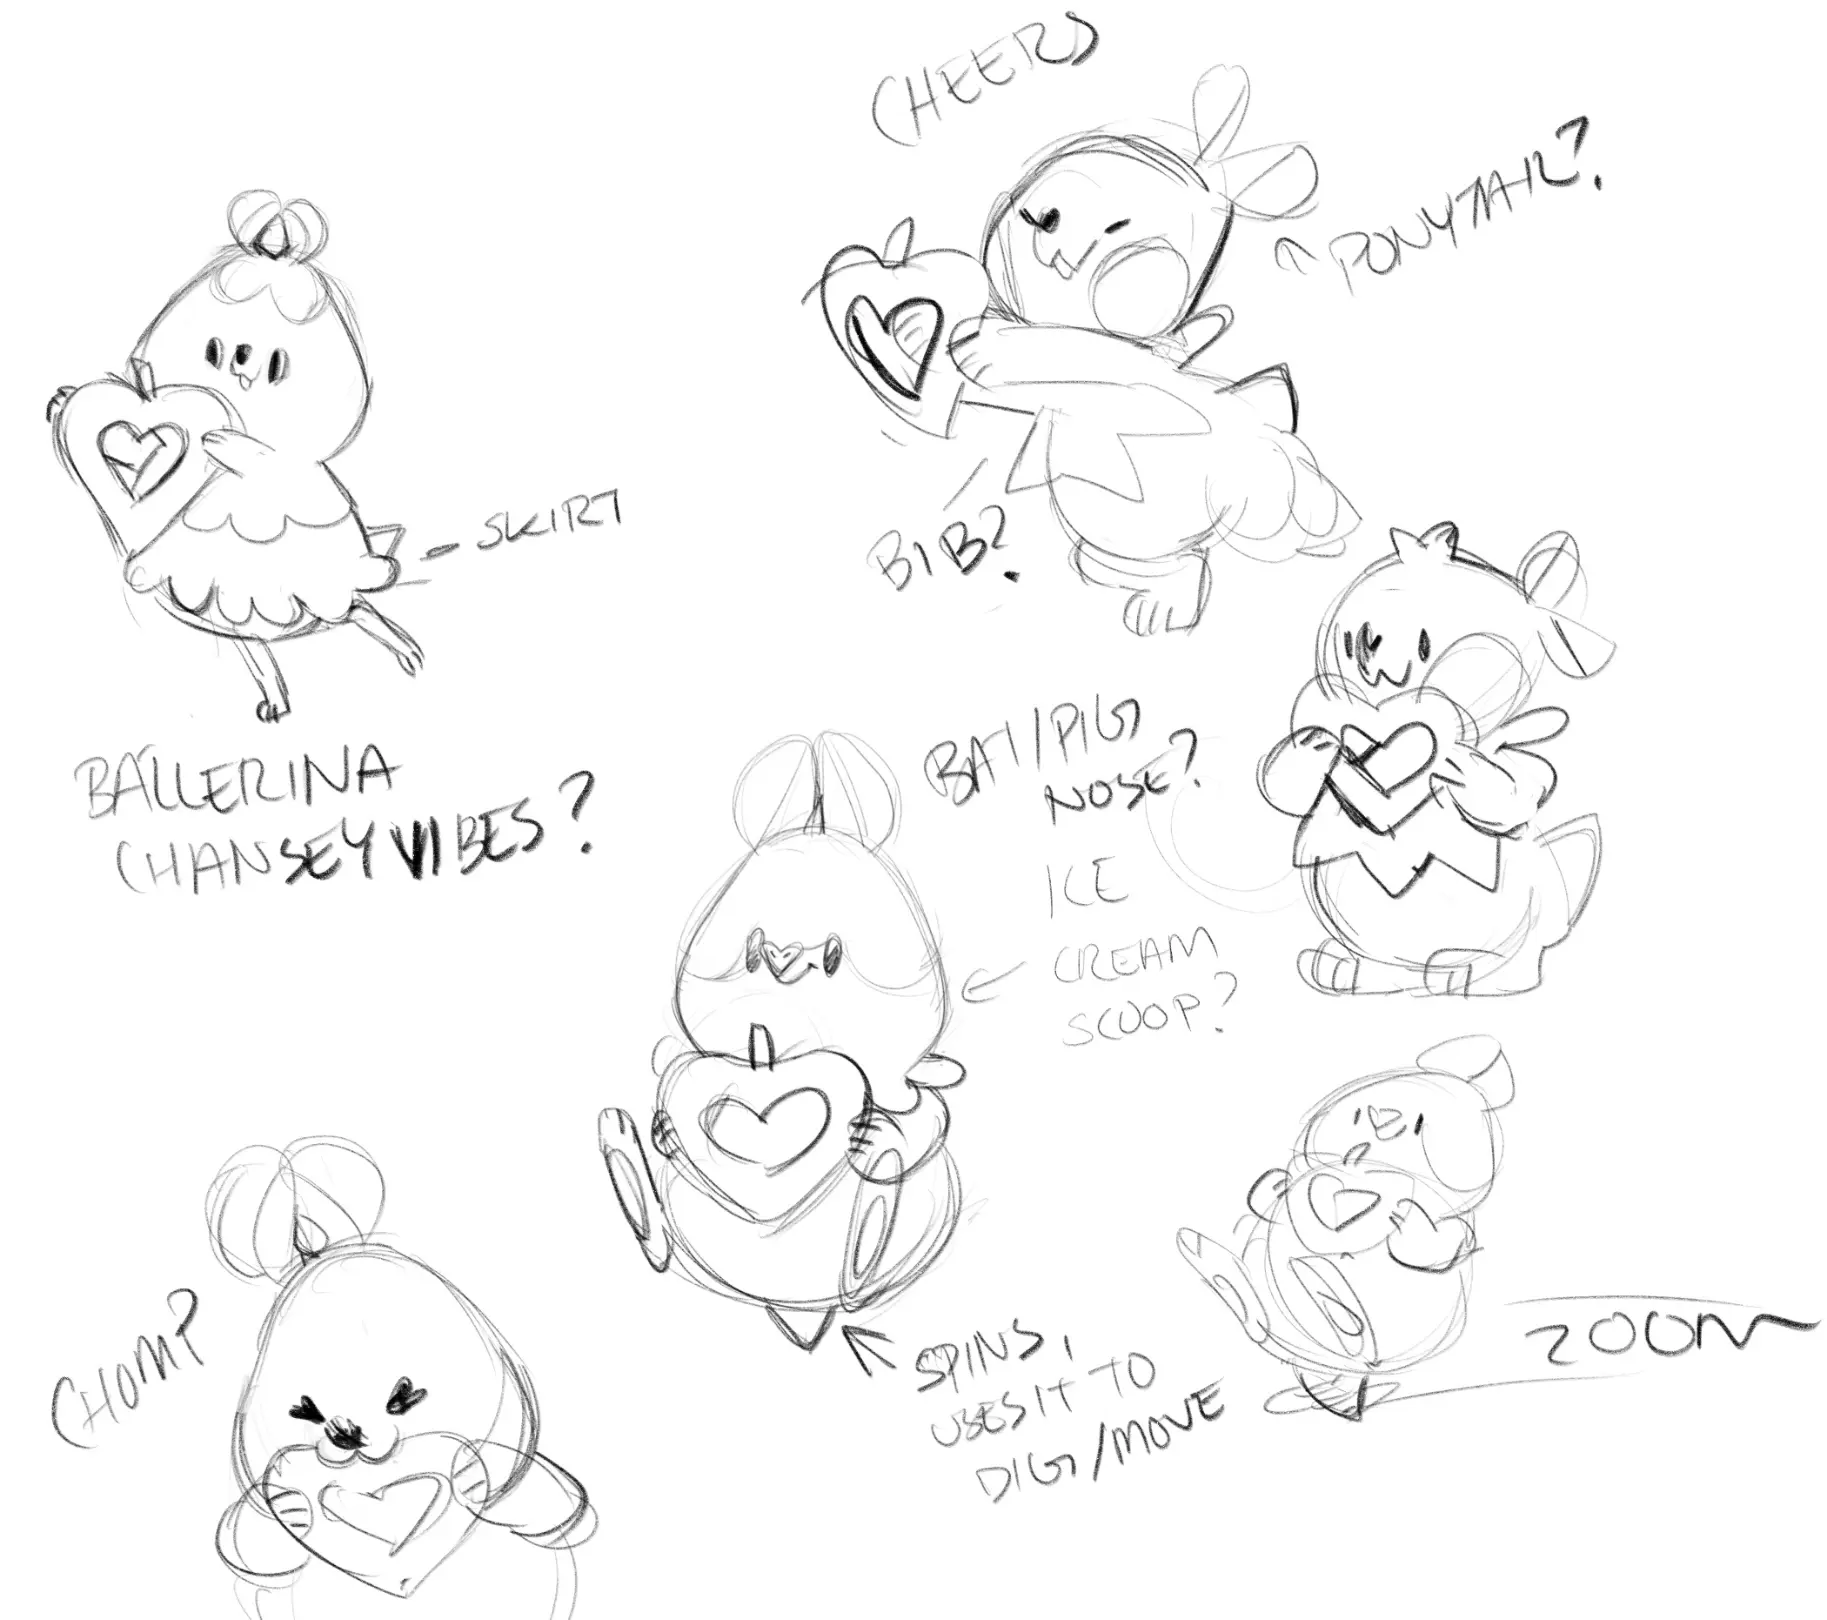 CHEERS
PONYTAIL?
SKIRT
BIB?
BALLERINA
CHANSEY VIBES?
BAT/PIG
NOSE?
ICE
CREAM
SCOOP?
CHOMP
SPINS,
USES IT TO
DIG/MOVE
ZOOM